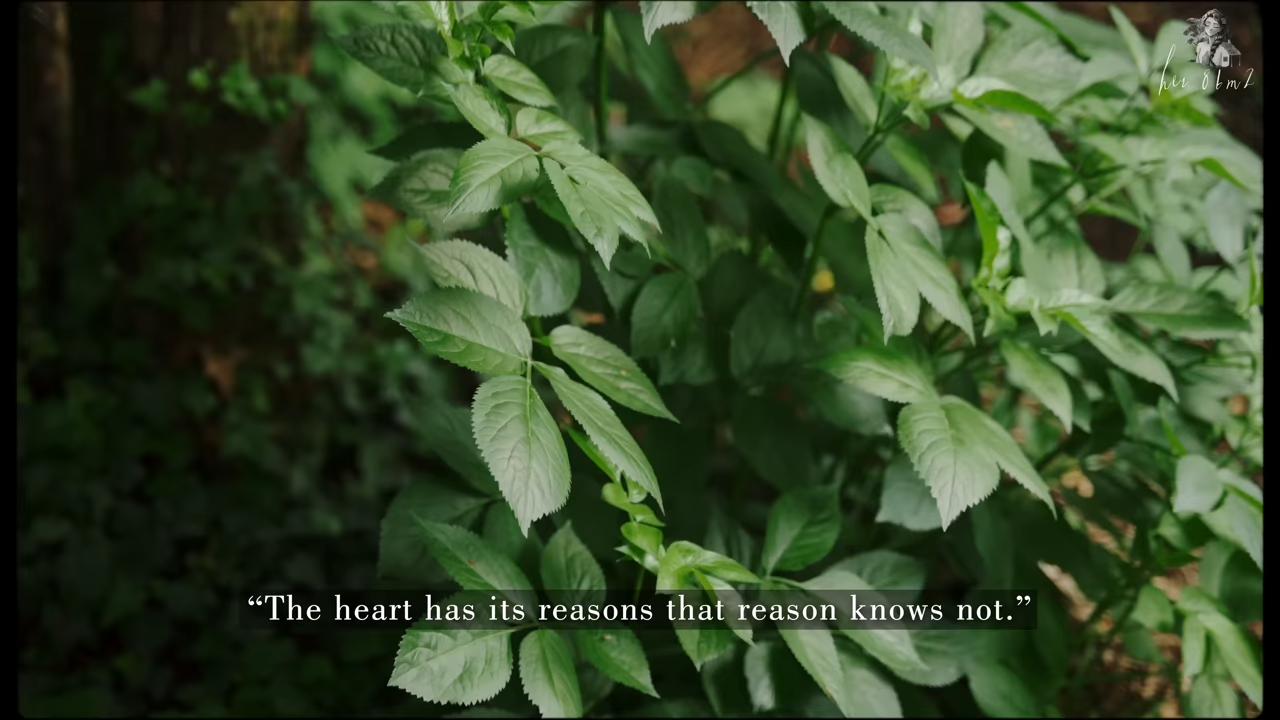 “The heart has its reasons that reason knows not.”